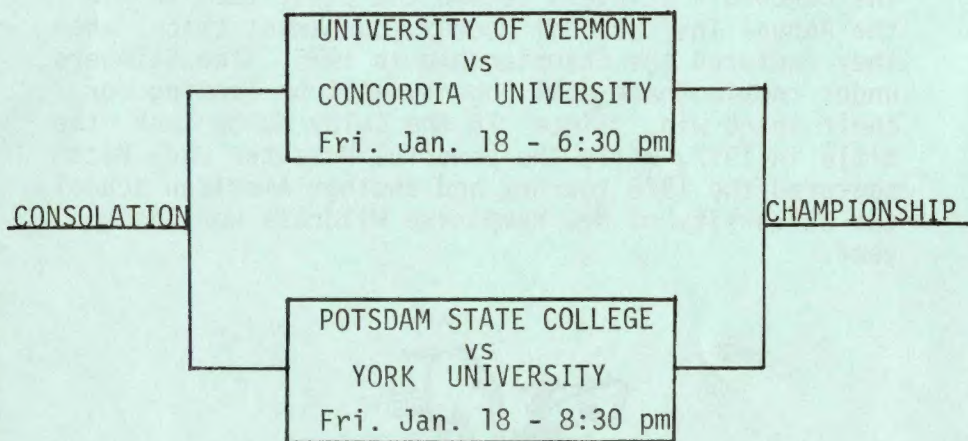 UNIVERSITY OF VERMONT
vs
CONCORDIA UNIVERSITY
Fri. Jan. 18 - 6:30 pm
CONSOLATION
CHAMPIONSHIP
POTSDAM STATE COLLEGE
vs
YORK UNIVERSITY
Fri. Jan. 18 - 8:30 pm